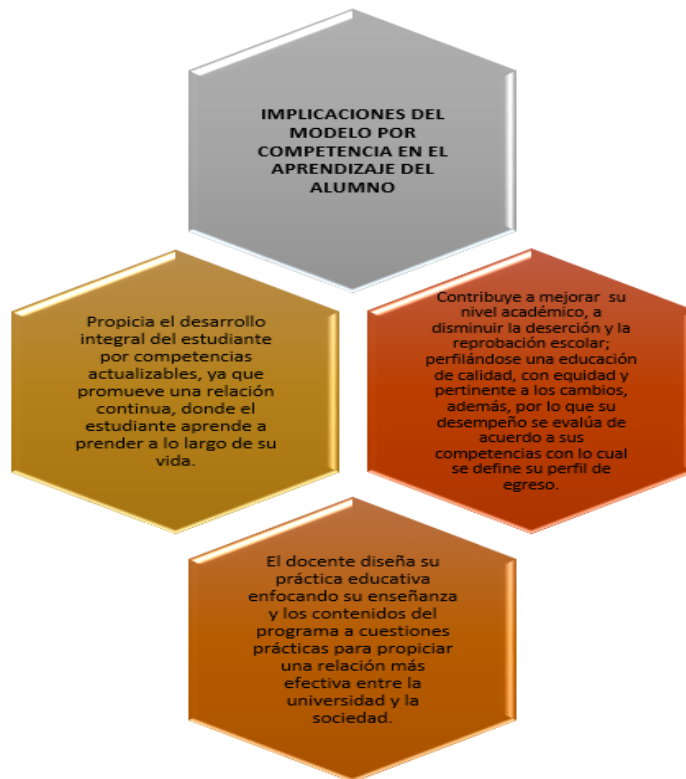 IMPLICACIONES DEL
MODELO POR
COMPETENCIA EN EL
APRENDIZAJE DEL
ALUMNO
Propicia el desarrollo
integral del estudiante
por competencias
actualizables, ya que
promueve una relación
continua, donde el
estudiante aprende a
prender a lo largo de su
vida.
Contribuye a mejorar su
nivel académico, a
disminuir la deserción y la
reprobación escolar;
perfilándose una educación
de calidad, con equidad y
pertinente a los cambios,
además, por lo que su
desempeño se evalúa de
acuerdo a sus
competencias con lo cual
se define su perfil de
egreso.
El docente diseña su
práctica educativa
enfocando su enseñanza
y los contenidos del
programa a cuestiones
prácticas para propiciar
una relación más
efectiva entre la
universidad y la
sociedad.